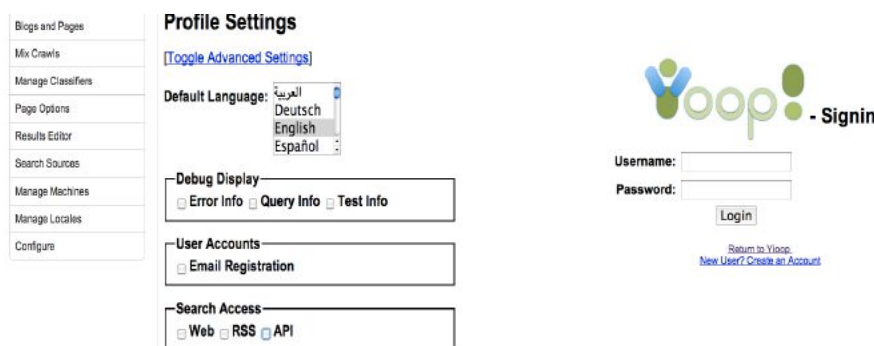 Blogs and Pages
Mix Crawls
Manage Classifiers
Page Options
Results Editor
Search Sources
Manage Machines
Manage Locales
Configure
Profile Settings
[Toggle Advanced Settings]
Default Language:
العربية
Deutsch
English
Español
Debug Display
Error Info Query Info Test Info
User Accounts
Email Registration
Search Access
Web RSS API
Yoop! - Signin
Username:
Password:
Login
Return to Yioop
New User? Create an Account